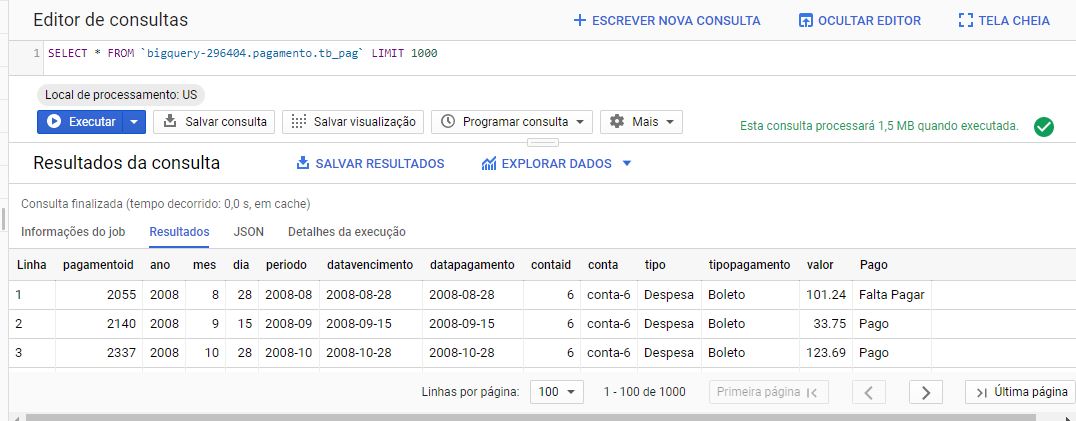 Editor de consultas + ESCREVER NOVA CONSULTA OCULTAR EDITOR TELA CHEIA
1 SELECT * FROM `bigquery-296404.pagamento.tb_pag` LIMIT 1000
Local de processamento: US
Executar Salvar consulta Salvar visualização Programar consulta Mais Esta consulta processará 1,5 MB quando executada.
Resultados da consulta SALVAR RESULTADOS EXPLORAR DADOS
Consulta finalizada (tempo decorrido: 0,0 s, em cache)
Informações do job Resultados JSON Detalhes da execução
Linha pagamentoid ano mes dia periodo datavencimento datapagamento contaid conta tipo tipopagamento valor Pago
1 2055 2008 8 28 2008-08 2008-08-28 2008-08-28 6 conta-6 Despesa Boleto 101.24 Falta Pagar
2 2140 2008 9 15 2008-09 2008-09-15 2008-09-15 6 conta-6 Despesa Boleto 33.75 Pago
3 2337 2008 10 28 2008-10 2008-10-28 2008-10-28 6 conta-6 Despesa Boleto 123.69 Pago
Linhas por página: 100 1 - 100 de 1000 Primeira página Última página